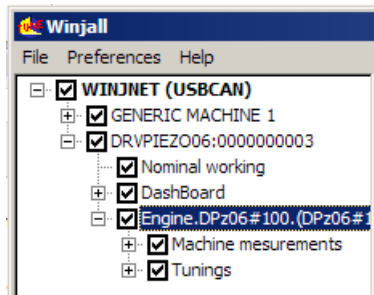 Winjall
File Preferences Help
WINJNET (USBCAN)
GENERIC MACHINE 1
DRVPIEZO06:0000000003
Nominal working
DashBoard
Engine.DPz06#100.(DPz06#1
Machine mesurements
Tunings